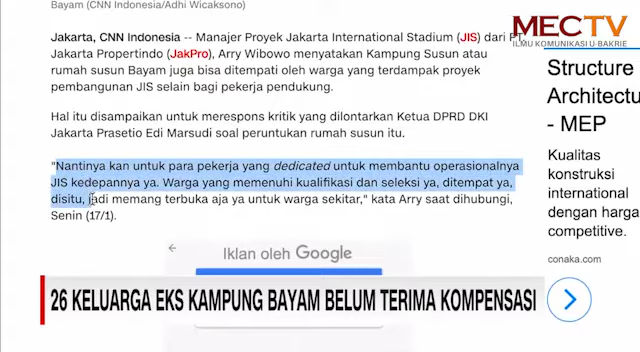 Bayam (CNN Indonesia/Adhi Wicaksono)
MECTV
ILMU KOMUNIKASI U-BAKRIE
Jakarta, CNN Indonesia -- Manajer Proyek Jakarta International Stadium (JIS) dari PT
Jakarta Propertindo (JakPro), Arry Wibowo menyatakan Kampung Susun atau
rumah susun Bayam juga bisa ditempati oleh warga yang terdampak proyek
pembangunan JIS selain bagi pekerja pendukung.
Hal itu disampaikan untuk merespons kritik yang dilontarkan Ketua DPRD DKI
Jakarta Prasetio Edi Marsudi soal peruntukan rumah susun itu.
"Nantinya kan untuk para pekerja yang dedicated untuk membantu operasionalnya
JIS kedepannya ya. Warga yang memenuhi kualifikasi dan seleksi ya, ditempat ya,
disitu, jadi memang terbuka aja ya untuk warga sekitar," kata Arry saat dihubungi,
Senin (17/1).
Structure
Architectu
- MEP
Kualitas
konstruksi
international
dengan harga
competitive.
conaka.com
Iklan oleh Google
26 KELUARGA EKS KAMPUNG BAYAM BELUM TERIMA KOMPENSASI